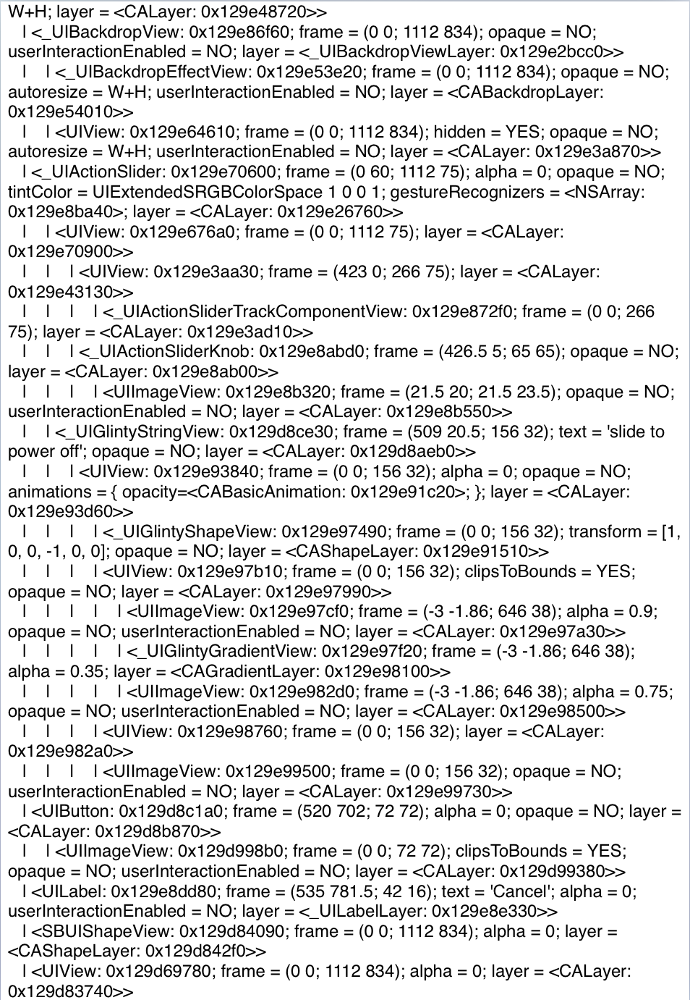 W+H; layer = <CALayer: 0x129e48720>>
| <_UIBackdropView: 0x129e86f60; frame = (0 0; 1112 834); opaque = NO;
userInteractionEnabled = NO; layer = <_UIBackdropViewLayer: 0x129e2bcc0>>
| | <_UIBackdropEffectView: 0x129e53e20; frame = (0 0; 1112 834); opaque = NO;
autoresize = W+H; userInteractionEnabled = NO; layer = <CABackdropLayer:
0x129e54010>>
| | <UIView: 0x129e64610; frame = (0 0; 1112 834); hidden = YES; opaque = NO;
autoresize = W+H; userInteractionEnabled = NO; layer = <CALayer: 0x129e3a870>>
| <_UIActionSlider: 0x129e70600; frame = (0 60; 1112 75); alpha = 0; opaque = NO;
tintColor = UIExtendedSRGBColorSpace 1 0 0 1; gestureRecognizers = <NSArray:
0x129e8ba40>; layer = <CALayer: 0x129e26760>>
| | <UIView: 0x129e676a0; frame = (0 0; 1112 75); layer = <CALayer:
0x129e70900>>
| | | <UIView: 0x129e3aa30; frame = (423 0; 266 75); layer = <CALayer:
0x129e43130>>
| | | | <_UIActionSliderTrackComponentView: 0x129e872f0; frame = (0 0; 266
75); layer = <CALayer: 0x129e3ad10>>
| | | <_UIActionSliderKnob: 0x129e8abd0; frame = (426.5 5; 65 65); opaque = NO;
layer = <CALayer: 0x129e8ab00>>
| | | | <UIImageView: 0x129e8b320; frame = (21.5 20; 21.5 23.5); opaque = NO;
userInteractionEnabled = NO; layer = <CALayer: 0x129e8b550>>
| | <_UIGlintyStringView: 0x129d8ce30; frame = (509 20.5; 156 32); text = 'slide to
power off'; opaque = NO; layer = <CALayer: 0x129d8aeb0>>
| | | <UIView: 0x129e93840; frame = (0 0; 156 32); alpha = 0; opaque = NO;
animations = { opacity=<CABasicAnimation: 0x129e91c20>; }; layer = <CALayer:
0x129e93d60>>
| | | | <_UIGlintyShapeView: 0x129e97490; frame = (0 0; 156 32); transform = [1,
0, 0, -1, 0, 0]; opaque = NO; layer = <CAShapeLayer: 0x129e91510>>
| | | | <UIView: 0x129e97b10; frame = (0 0; 156 32); clipsToBounds = YES;
opaque = NO; layer = <CALayer: 0x129e97990>>
| | | | | <UIImageView: 0x129e97cf0; frame = (-3 -1.86; 646 38); alpha = 0.9;
opaque = NO; userInteractionEnabled = NO; layer = <CALayer: 0x129e97a30>>
| | | | | <_UIGlintyGradientView: 0x129e97f20; frame = (-3 -1.86; 646 38);
alpha = 0.35; layer = <CAGradientLayer: 0x129e98100>>
| | | | | <UIImageView: 0x129e982d0; frame = (-3 -1.86; 646 38); alpha = 0.75;
opaque = NO; userInteractionEnabled = NO; layer = <CALayer: 0x129e98500>>
| | | | <UIView: 0x129e98760; frame = (0 0; 156 32); layer = <CALayer:
0x129e982a0>>
| | | | <UIImageView: 0x129e99500; frame = (0 0; 156 32); opaque = NO;
userInteractionEnabled = NO; layer = <CALayer: 0x129e99730>>
| <UIButton: 0x129d8c1a0; frame = (520 702; 72 72); alpha = 0; opaque = NO; layer =
<CALayer: 0x129d8b870>>
| | <UIImageView: 0x129d998b0; frame = (0 0; 72 72); clipsToBounds = YES;
opaque = NO; userInteractionEnabled = NO; layer = <CALayer: 0x129d99380>>
| <UILabel: 0x129e8dd80; frame = (535 781.5; 42 16); text = 'Cancel'; alpha = 0;
userInteractionEnabled = NO; layer = <_UILabelLayer: 0x129e8e330>>
| <SBUIShapeView: 0x129d84090; frame = (0 0; 1112 834); alpha = 0; layer =
<CAShapeLayer: 0x129d842f0>>
| <UIView: 0x129d69780; frame = (0 0; 1112 834); alpha = 0; layer = <CALayer:
0x129d83740>>